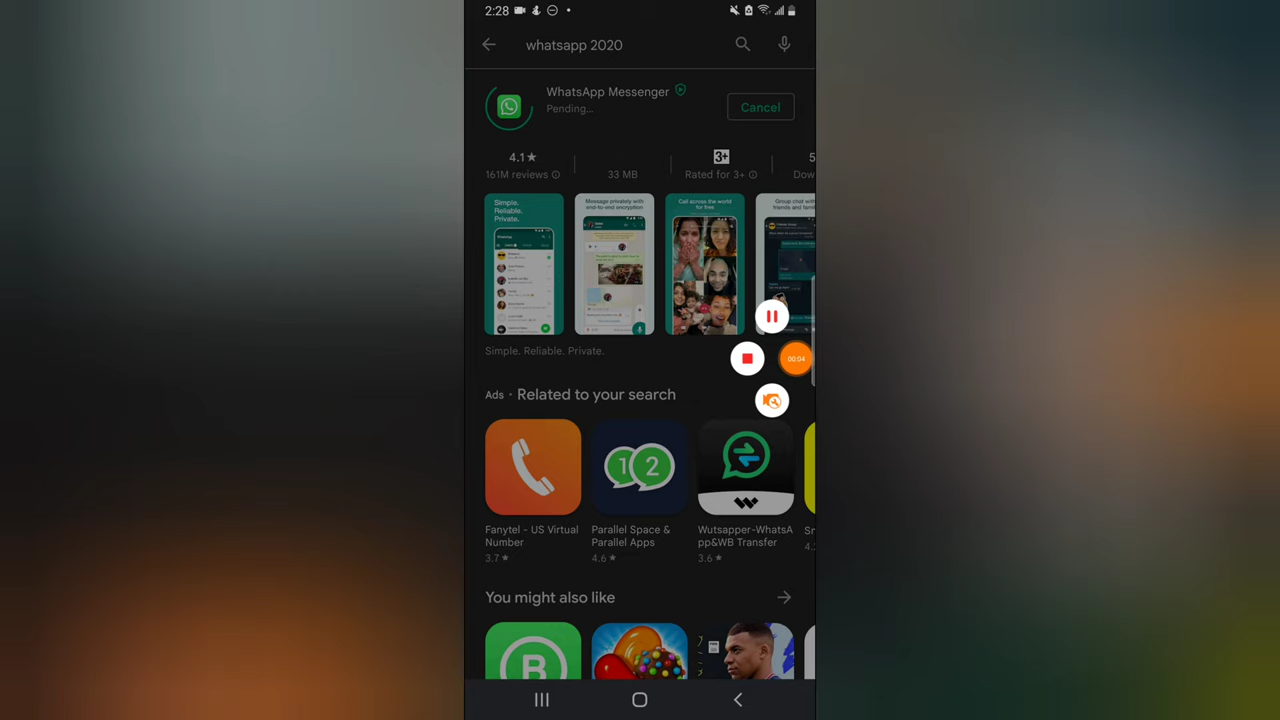 2:28
whatsapp 2020
WhatsApp Messenger
Pending...
Cancel
4.1★
161M reviews
33 MB
3+
Rated for 3+
5
Dow
Simple.
Reliable.
Private.
Message privately with
end-to-end encryption
Call across the world
for free
Group chat with
friends and family
Simple. Reliable. Private.
00:04
Ads · Related to your search
1 2
Fanytel - US Virtual
Number
3.7★
Parallel Space &
Parallel Apps
4.6★
Wutsapper-WhatsA
pp&WB Transfer
3.6★
Sn
4.
You might also like
B